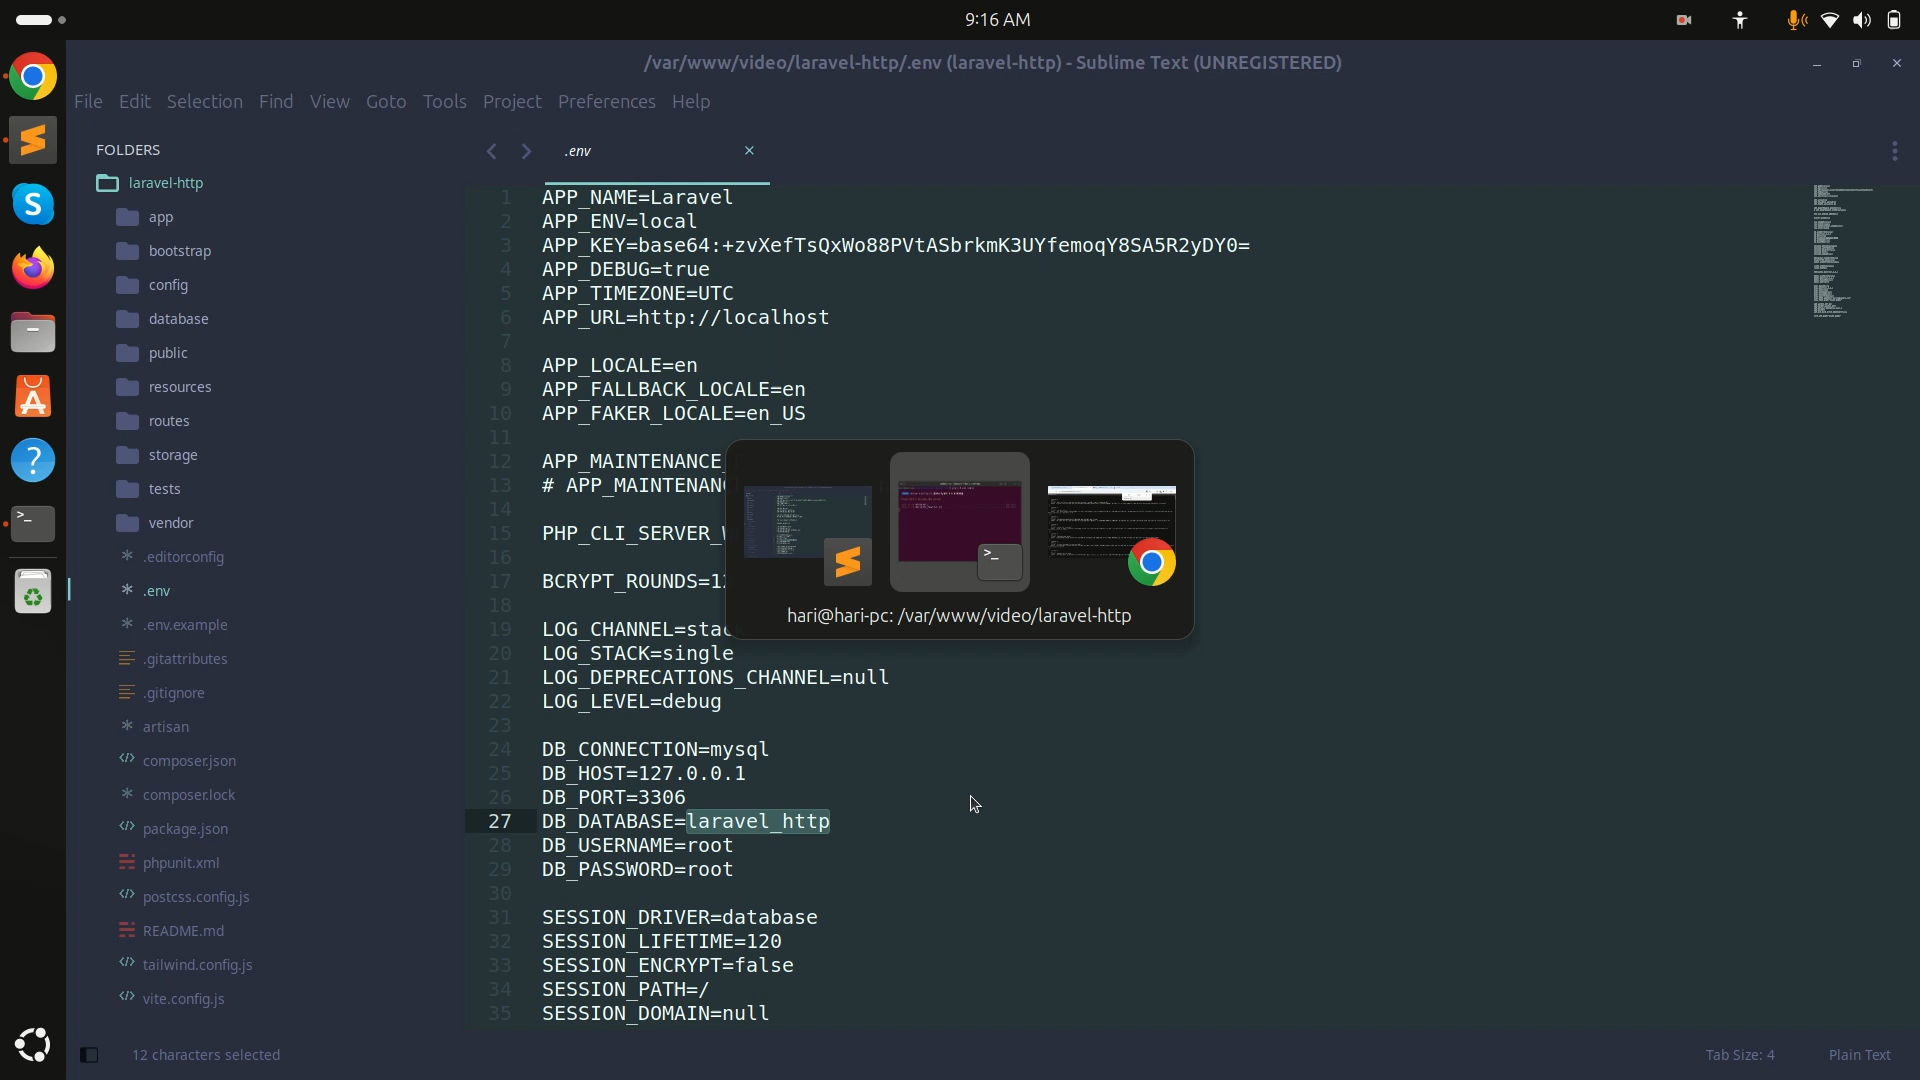 9:16 AM
/var/www/video/laravel-http/.env (laravel-http) - Sublime Text (UNREGISTERED)
File Edit Selection Find View Goto Tools Project Preferences Help
FOLDERS
laravel-http
app
bootstrap
config
database
public
resources
routes
storage
tests
vendor
.editorconfig
.env
.env.example
.gitattributes
.gitignore
artisan
composer.json
composer.lock
package.json
phpunit.xml
postcss.config.js
README.md
tailwind.config.js
vite.config.js
.env
1 APP_NAME=Laravel
2 APP_ENV=local
3 APP_KEY=base64:+zvXefTsQxWo88PVtASbrkmK3UYfemoqY8SA5R2yDY0=
4 APP_DEBUG=true
5 APP_TIMEZONE=UTC
6 APP_URL=http://localhost
7
8 APP_LOCALE=en
9 APP_FALLBACK_LOCALE=en
10 APP_FAKER_LOCALE=en_US
11
12 APP_MAINTENANCE
13 # APP_MAINTENANC
14
15 PHP_CLI_SERVER_
16
17 BCRYPT_ROUNDS=12
18
19 LOG_CHANNEL=stac
20 LOG_STACK=single
21 LOG_DEPRECATIONS_CHANNEL=null
22 LOG_LEVEL=debug
23
24 DB_CONNECTION=mysql
25 DB_HOST=127.0.0.1
26 DB_PORT=3306
27 DB_DATABASE=laravel_http
28 DB_USERNAME=root
29 DB_PASSWORD=root
30
31 SESSION_DRIVER=database
32 SESSION_LIFETIME=120
33 SESSION_ENCRYPT=false
34 SESSION_PATH=/
35 SESSION_DOMAIN=null
hari@hari-pc: /var/www/video/laravel-http
12 characters selected
Tab Size: 4
Plain Text